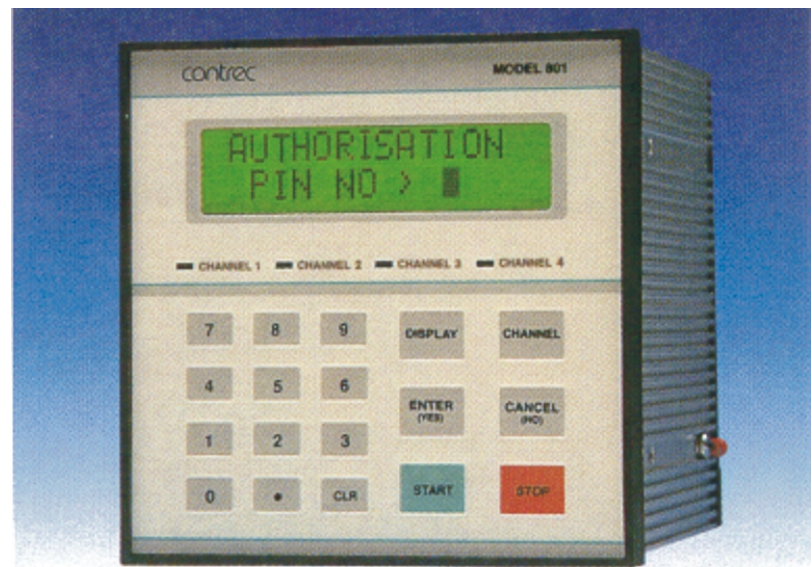 contrec MODEL 801
AUTHORISATION
PIN NO >
CHANNEL 1 CHANNEL 2 CHANNEL 3 CHANNEL 4
7 8 9 DISPLAY CHANNEL
4 5 6
ENTER CANCEL
(YES) (NO)
1 2 3
0 • CLR START STOP